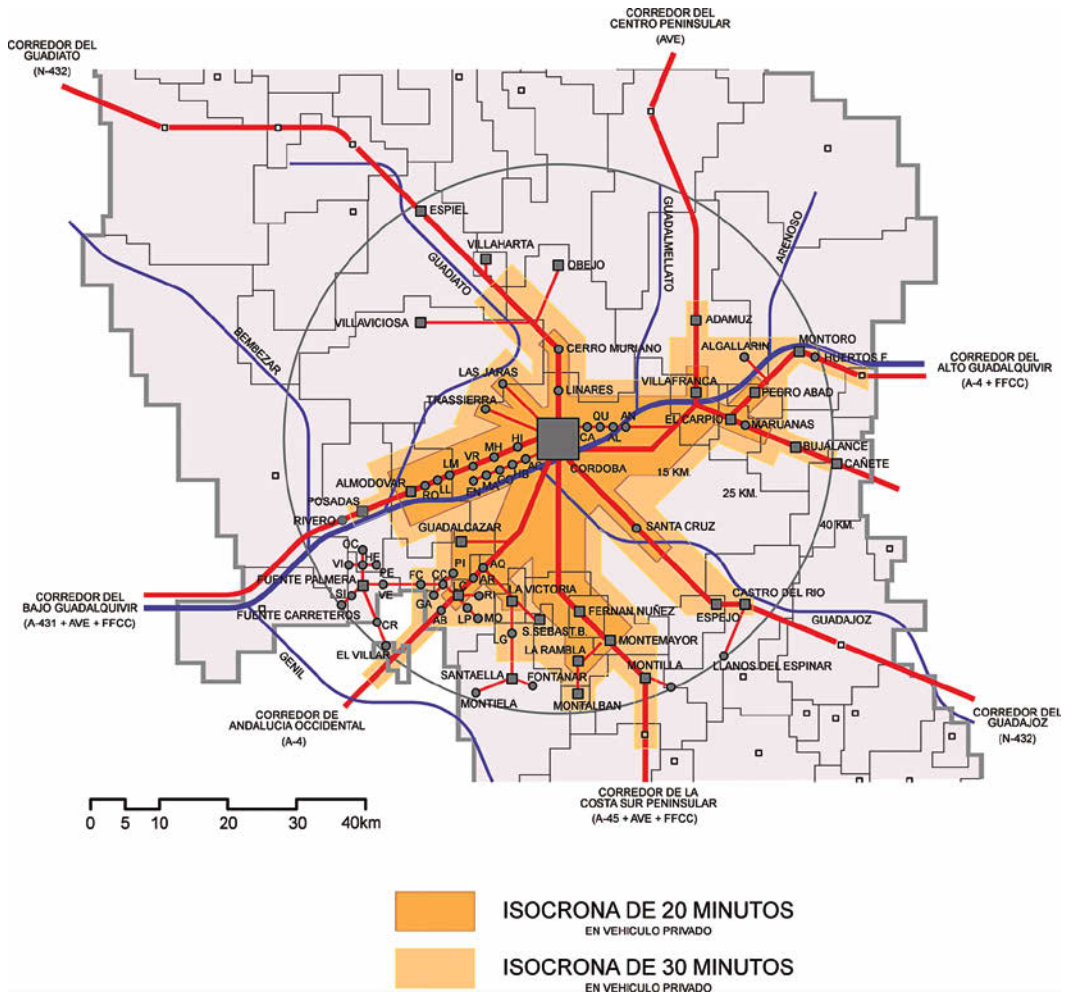 CORREDOR DEL
CENTRO PENINSULAR
(AVE)
CORREDOR DEL
GUADIATO
(N-432)
ESPIEL
VILLAHARTA
OBEJO
GUADIATO
GUADALMELLATO
ARENOSO
BEMBEZAR
VILLAVICIOSA
ADAMUZ
ALGALLARIN
MONTORO
HUERTOS F.
CORREDOR DEL
ALTO GUADALQUIVIR
(A-4 + FFCC)
CERRO MURIANO
LAS JARAS
LINARES
TRASSIERRA
VILLAFRANCA
PEDRO ABAD
EL CARPIO
MARUANAS
QU
AN
CA
AL
BUJALANCE
CAÑETE
HI
MH
VR
LM
LL
RO
EN
MA
HB
CORDOBA
15 KM.
25 KM.
40 KM.
ALMODOVAR
POSADAS
RIVERO
GUADALCAZAR
SANTA CRUZ
OC
VI
HE
PI
AQ
FUENTE PALMERA
PE
FC
CC
AR
VE
GA
RI
LA VICTORIA
SI
AB
LP
MO
FUENTE CARRETEROS
CR
EL VILLAR
CORREDOR DEL
BAJO GUADALQUIVIR
(A-431 + AVE + FFCC)
GENIL
S.SEBAST.B.
FERNAN NUÑEZ
LG
LA RAMBLA
MONTEMAYOR
CASTRO DEL RIO
ESPEJO
GUADAJOZ
LLANOS DEL ESPINAR
SANTAELLA
FONTANAR
MONTIELA
MONTALBAN
MONTILLA
CORREDOR DE
ANDALUCIA OCCIDENTAL
(A-4)
CORREDOR DEL
GUADAJOZ
(N-432)
CORREDOR DE LA
COSTA SUR PENINSULAR
(A-45 + AVE + FFCC)
0 5 10 20 30 40km
ISOCRONA DE 20 MINUTOS
EN VEHICULO PRIVADO
ISOCRONA DE 30 MINUTOS
EN VEHICULO PRIVADO